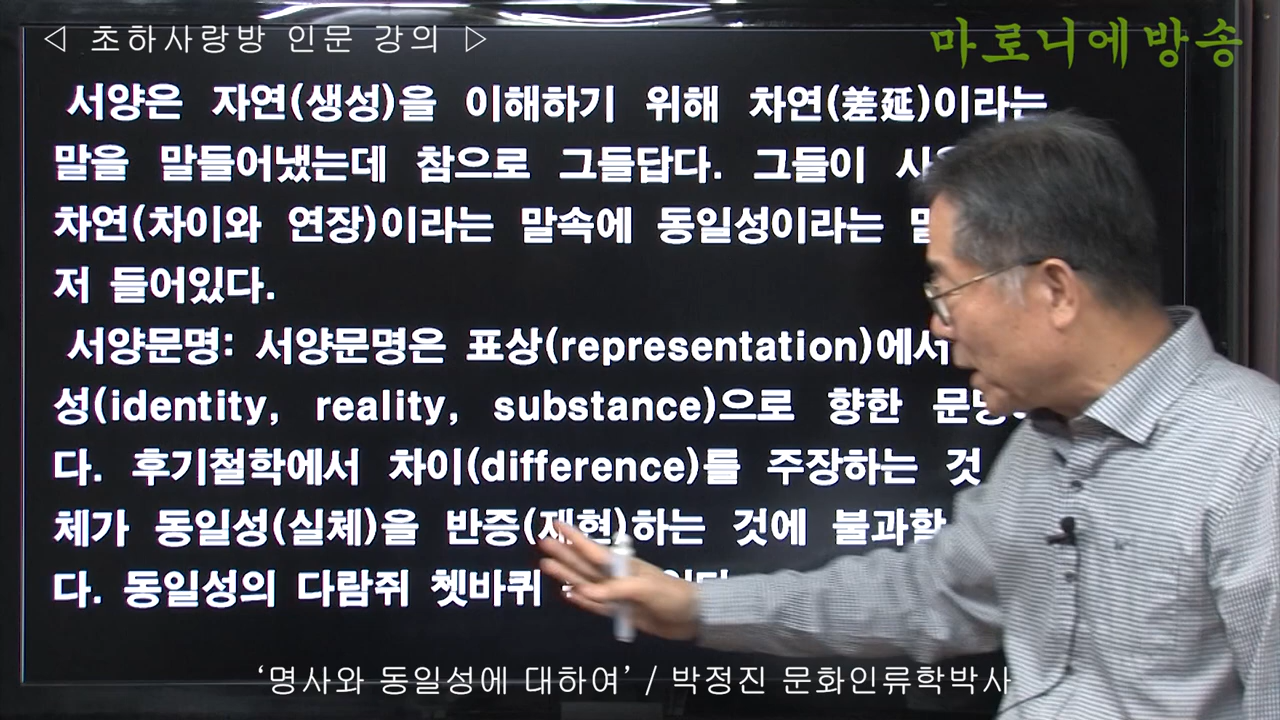 ◁ 초하사랑방 인문 강의 ▷
마로니에방송
서양은 자연(생성)을 이해하기 위해 차연(差延)이라는
말을 말들어냈는데 참으로 그들답다. 그들이
차연(차이와 연장)이라는 말속에 동일성이라는
저 들어있다.
서양문명: 서양문명은 표상(representation)에서
성(identity, reality, substance)으로 향한
다. 후기철학에서 차이(difference)를 주장하는 것
체가 동일성(실체)을 반증(재현)하는 것에 불과할
다. 동일성의 다람쥐 쳇바퀴
‘명사와 동일성에 대하여’ / 박정진 문화인류학박사